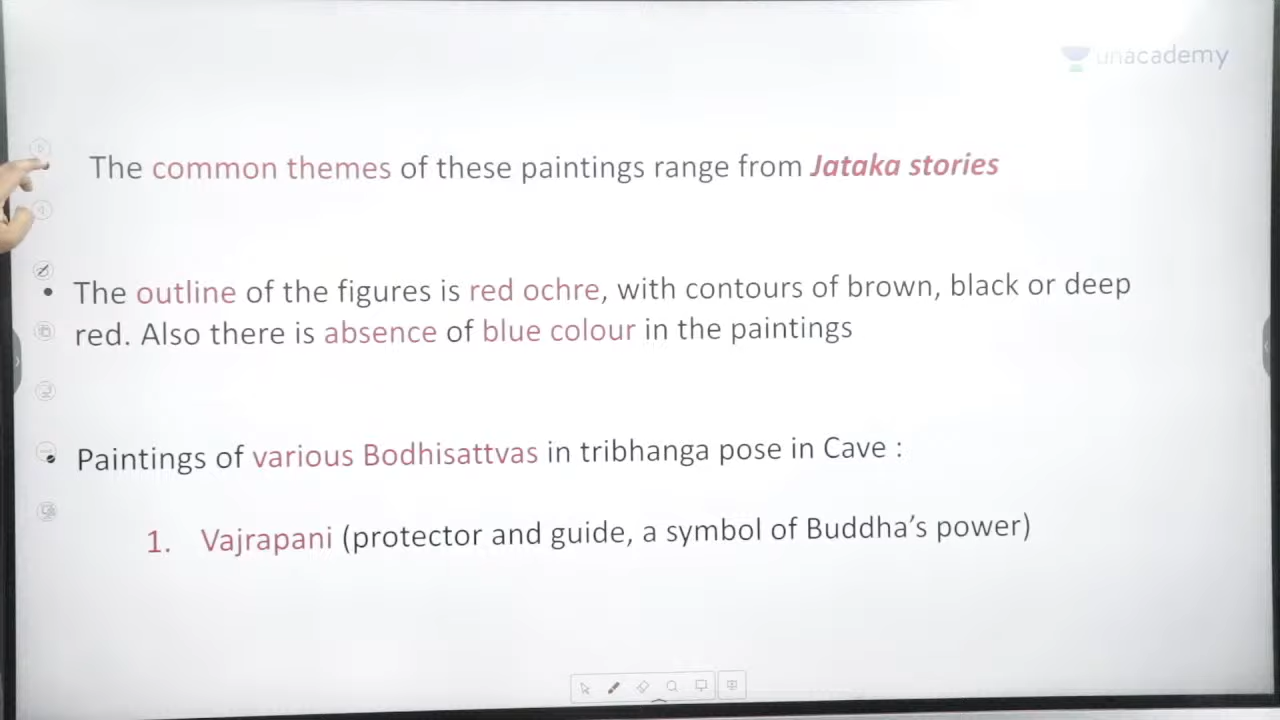 unacademy
The common themes of these paintings range from Jataka stories
• The outline of the figures is red ochre, with contours of brown, black or deep
red. Also there is absence of blue colour in the paintings
Paintings of various Bodhisattvas in tribhanga pose in Cave :
1. Vajrapani (protector and guide, a symbol of Buddha's power)